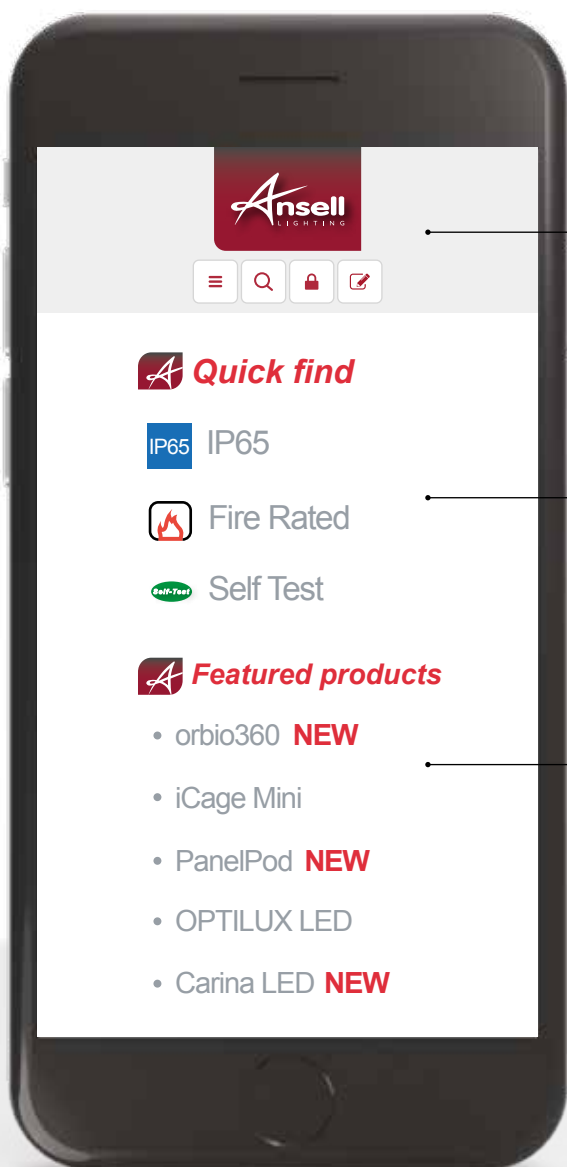 Ansell
LIGHTING
Quick find
IP65 IP65
Fire Rated
Self-Test Self Test
Featured products
• orbio360 NEW
• iCage Mini
• PanelPod NEW
• OPTILUX LED
• Carina LED NEW